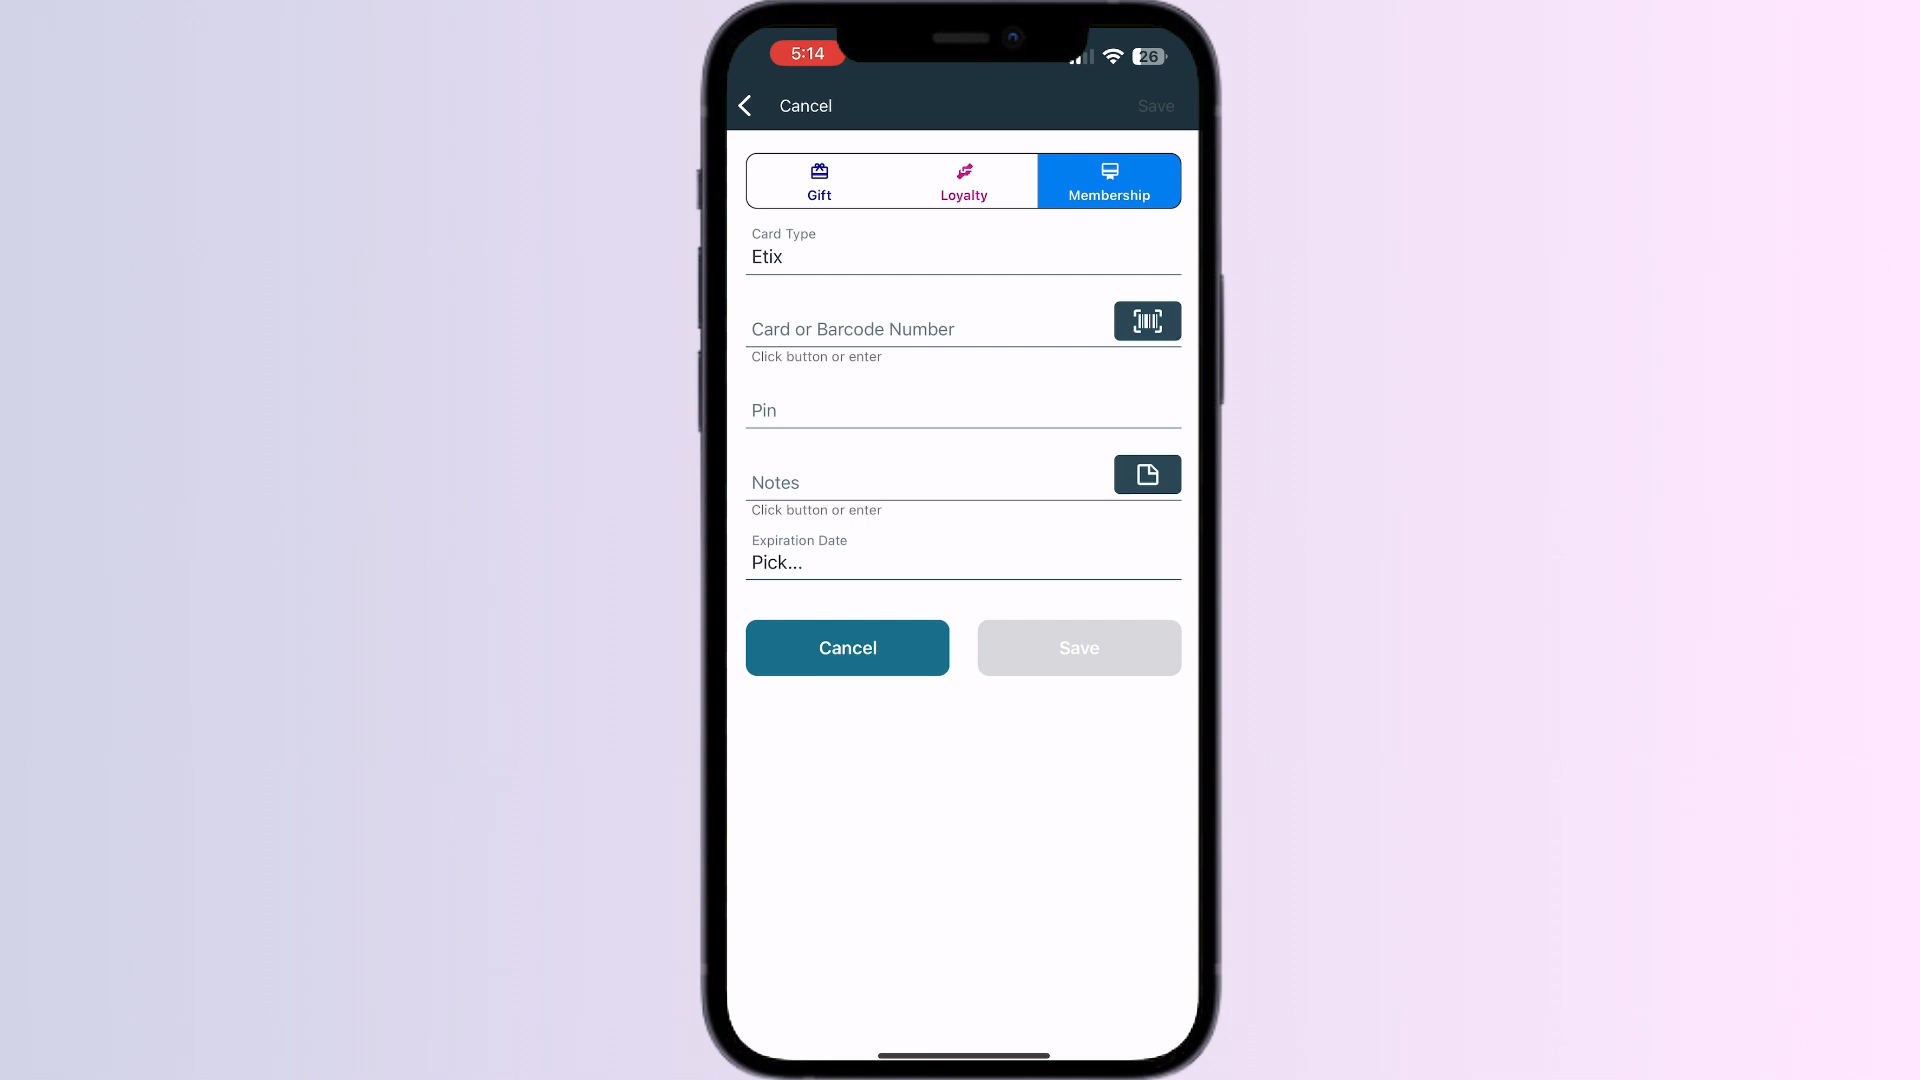 5:14
26
Cancel
Save
Gift
Loyalty
Membership
Card Type
Etix
Card or Barcode Number
Click button or enter
Pin
Notes
Click button or enter
Expiration Date
Pick...
Cancel
Save